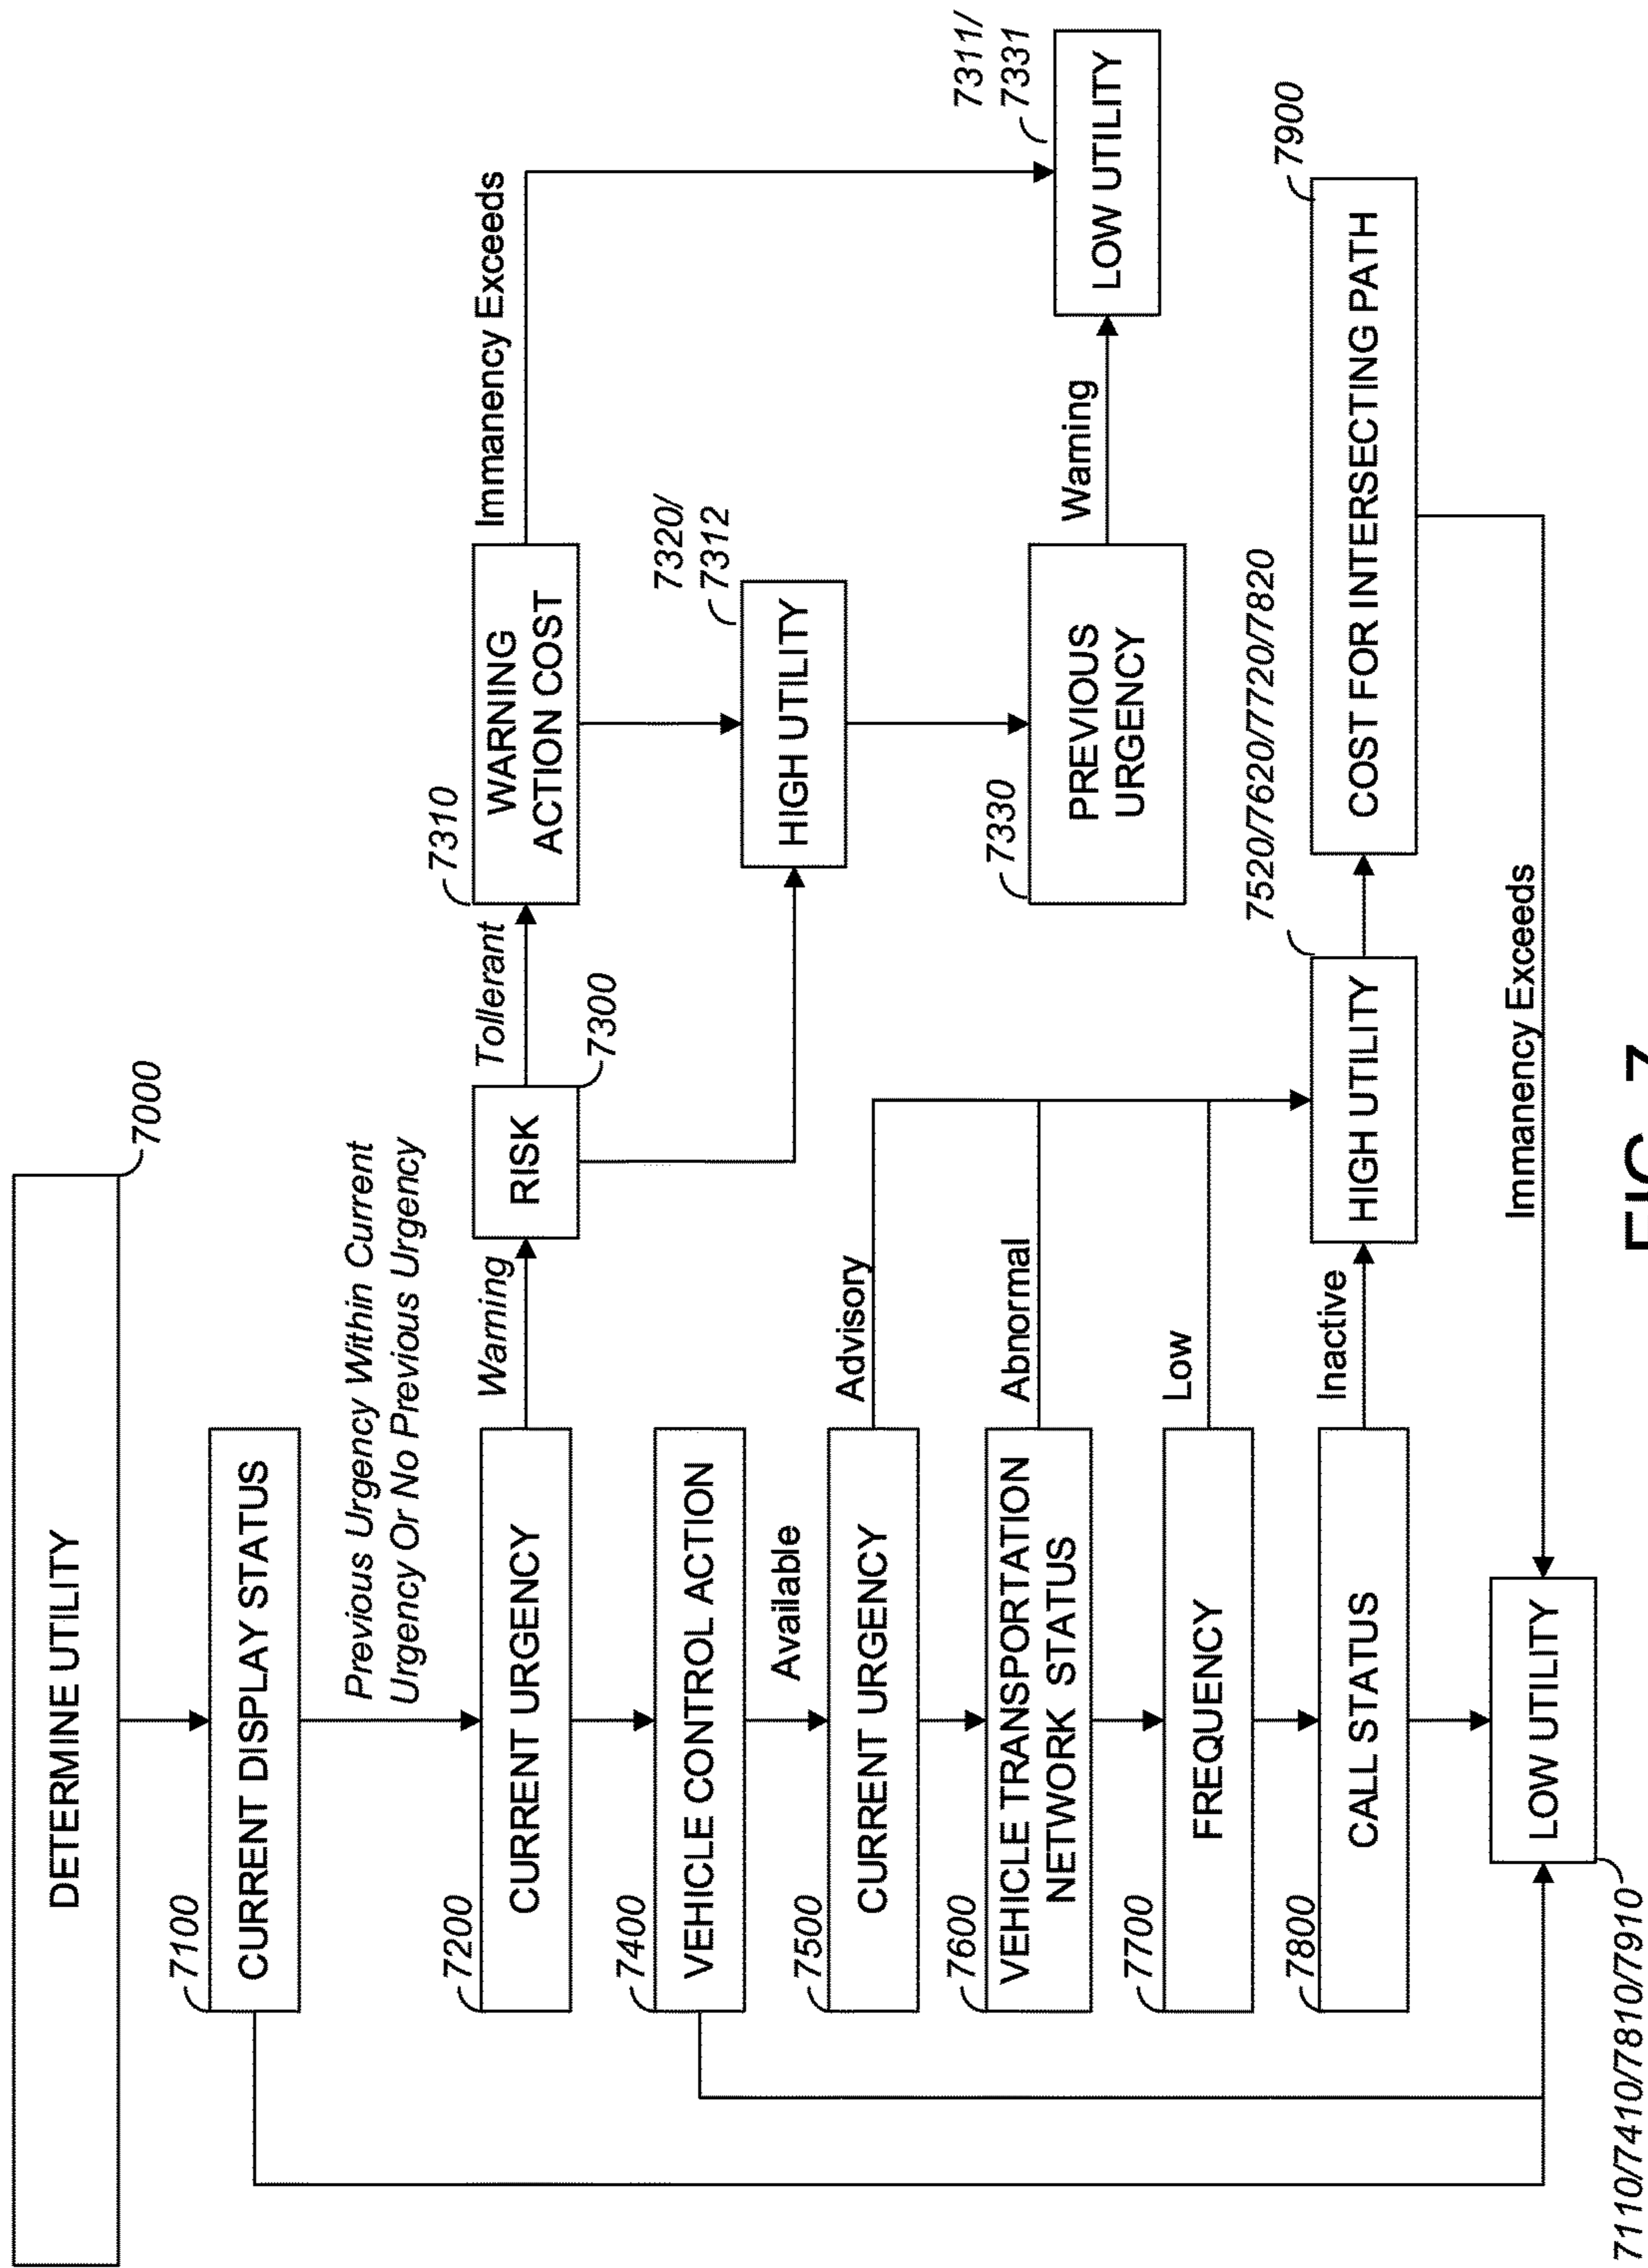 DETERMINE UTILITY
7000
7100
CURRENT DISPLAY STATUS
Previous Urgency Within Current
Urgency Or No Previous Urgency
7200
CURRENT URGENCY
Warning
RISK
7300
Tollerant
7310
WARNING
ACTION COST
Immanency Exceeds
7320/
7312
HIGH UTILITY
7330
PREVIOUS
URGENCY
Warning
7311/
7331
LOW UTILITY
7400
VEHICLE CONTROL ACTION
Available
7500
CURRENT URGENCY
Advisory
7600
VEHICLE TRANSPORTATION
NETWORK STATUS
Abnormal
7700
FREQUENCY
Low
7800
CALL STATUS
Inactive
HIGH UTILITY
7520/7620/7720/7820
COST FOR INTERSECTING PATH
7900
Immanency Exceeds
LOW UTILITY
7110/7410/7810/7910
FIG. 7